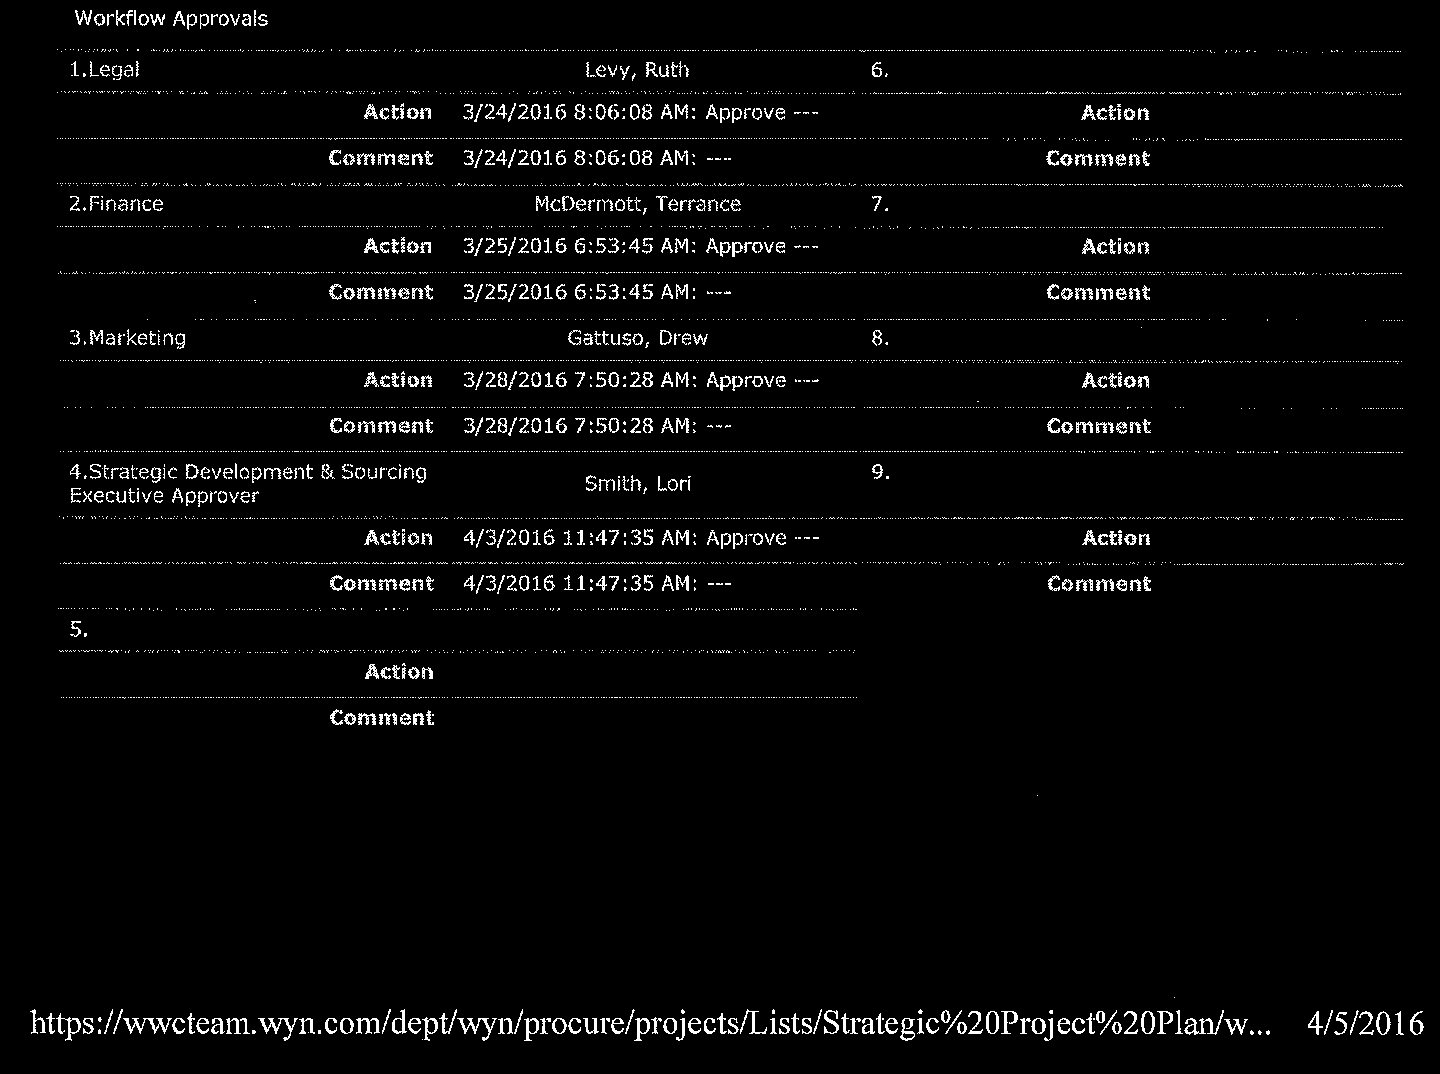 Workflow Approvals
1.Legal Levy, Ruth 6.
Action 3/24/2016 8:06:08 AM: Approve --- Action
Comment 3/24/2016 8:06:08 AM: --- Comment
2.Finance McDermott, Terrance 7.
Action 3/25/2016 6:53:45 AM: Approve --- Action
Comment 3/25/2016 6:53:45 AM: --- Comment
3.Marketing Gattuso, Drew 8.
Action 3/28/2016 7:50:28 AM: Approve --- Action
Comment 3/28/2016 7:50:28 AM: --- Comment
4.Strategic Development & Sourcing
Executive Approver Smith, Lori 9.
Action 4/3/2016 11:47:35 AM: Approve --- Action
Comment 4/3/2016 11:47:35 AM: --- Comment
5.
Action
Comment
https://wwcteam.wyn.com/dept/wyn/procure/projects/Lists/Strategic%20Project%20Plan/w... 4/5/2016